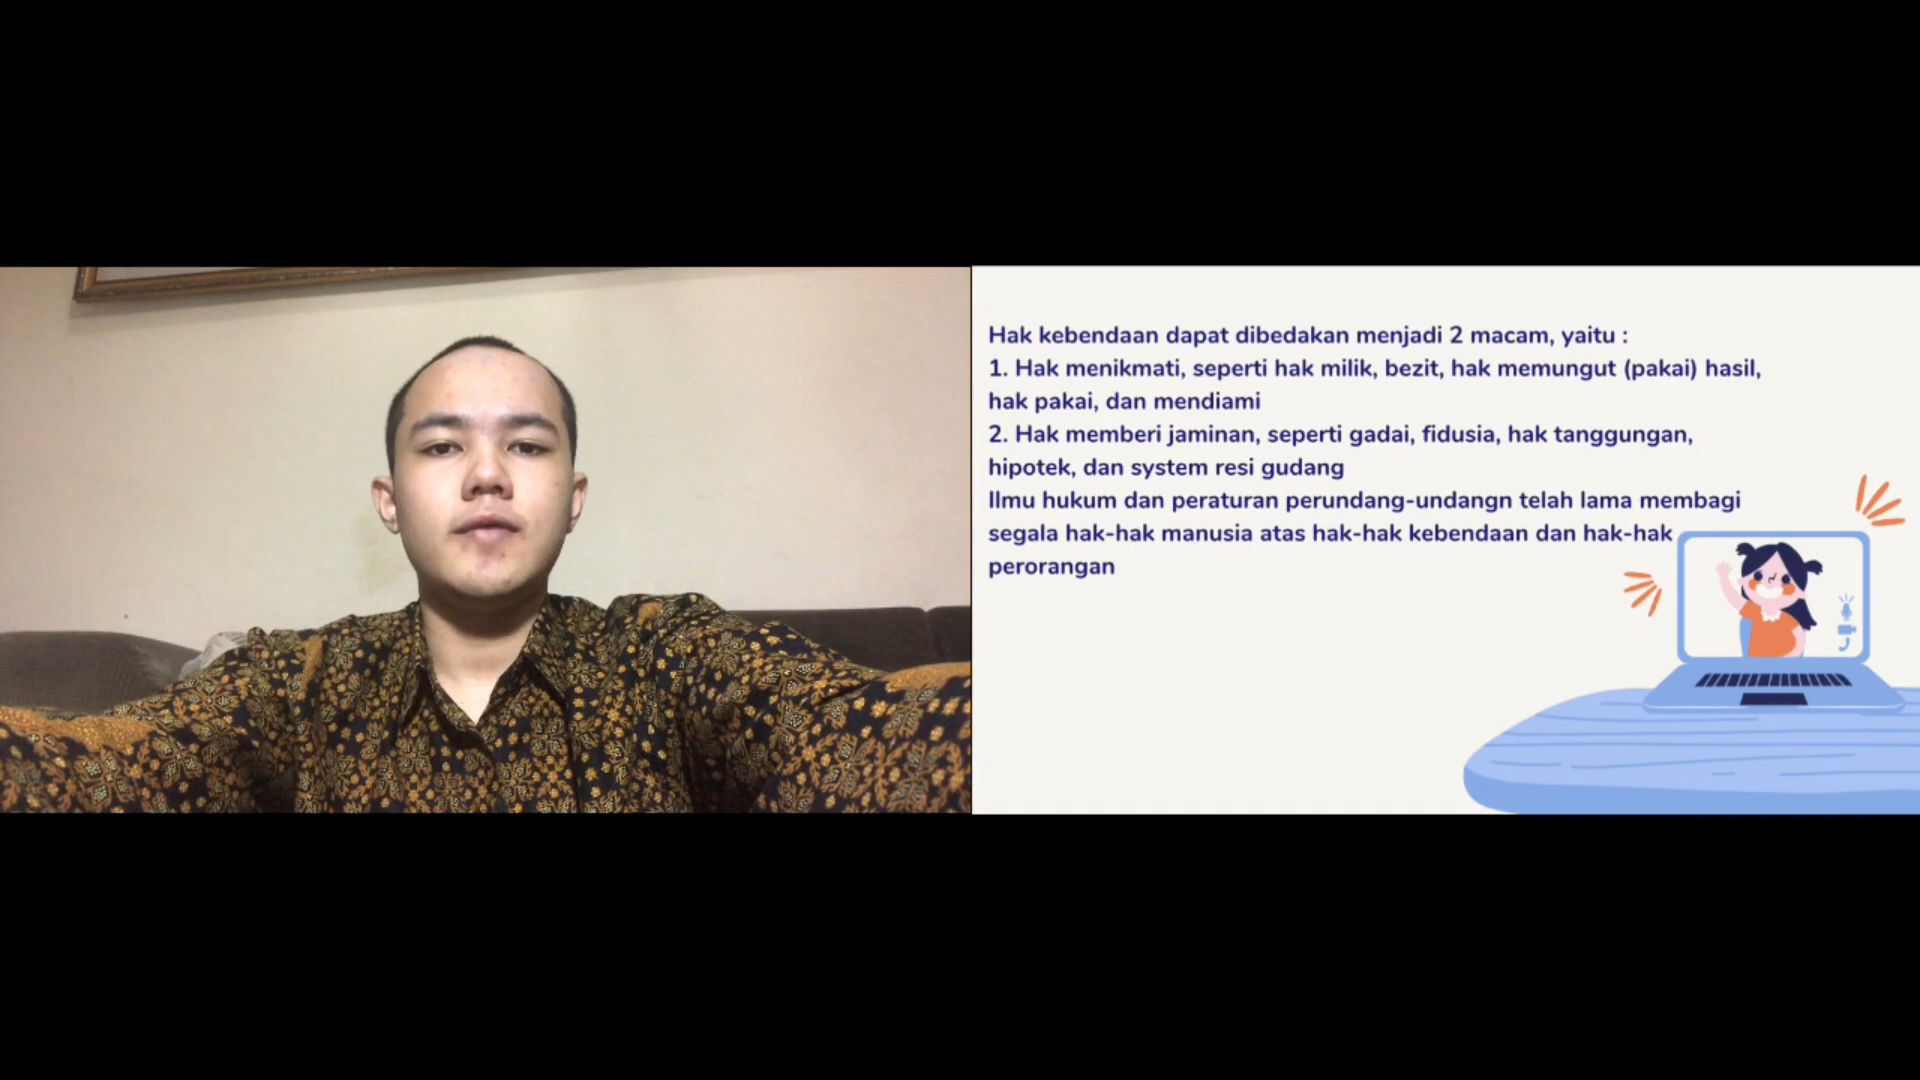 Hak kebendaan dapat dibedakan menjadi 2 macam, yaitu :
1. Hak menikmati, seperti hak milik, bezit, hak memungut (pakai) hasil,
hak pakai, dan mendiami
2. Hak memberi jaminan, seperti gadai, fidusia, hak tanggungan,
hipotek, dan system resi gudang
Ilmu hukum dan peraturan perundang-undangn telah lama membagi
segala hak-hak manusia atas hak-hak kebendaan dan hak-hak
perorangan